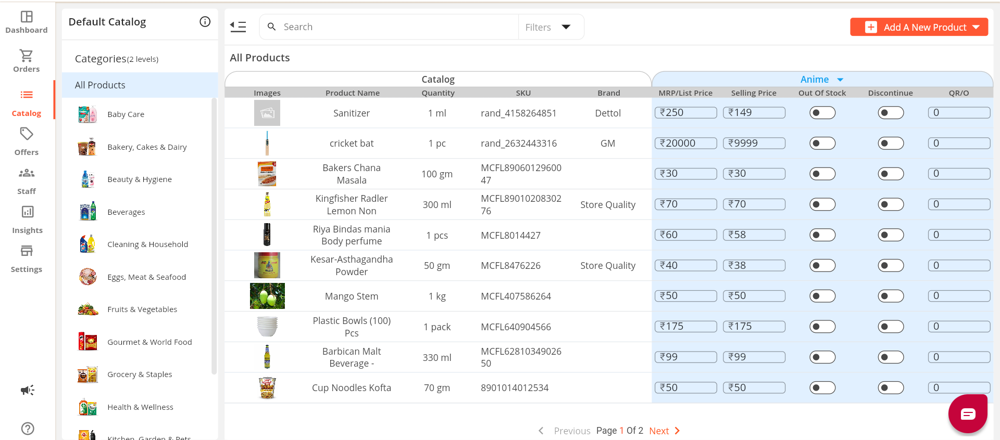 Dashboard
Orders
Catalog
Offers
Staff
Insights
Settings
Default Catalog
Categories(2 levels)
All Products
Baby Care
Bakery, Cakes & Dairy
Beauty & Hygiene
Beverages
Cleaning & Household
Eggs, Meat & Seafood
Fruits & Vegetables
Gourmet & World Food
Grocery & Staples
Health & Wellness
Kitchen, Garden & Pets
Search
Filters
Add A New Product
All Products
Catalog
Anime
Images Product Name Quantity SKU Brand MRP/List Price Selling Price Out Of Stock Discontinue QR/O
Sanitizer 1 ml rand_4158264851 Dettol ₹250 ₹149 0
cricket bat 1 pc rand_2632443316 GM ₹20000 ₹9999 0
Bakers Chana
Masala
100 gm
MCFL89060129600
47
₹30 ₹30 0
Kingfisher Radler
Lemon Non
300 ml
MCFL89010208302
76
Store Quality ₹70 ₹70 0
Riya Bindas mania
Body perfume
1 pcs MCFL8014427 ₹60 ₹58 0
Kesar-Asthagandha
Powder
50 gm MCFL8476226 Store Quality ₹40 ₹38 0
Mango Stem 1 kg MCFL407586264 ₹50 ₹50 0
Plastic Bowls (100)
Pcs
1 pack MCFL640904566 ₹175 ₹175 0
Barbican Malt
Beverage -
330 ml
MCFL62810349026
50
₹99 ₹99 0
Cup Noodles Kofta 70 gm 8901014012534 ₹50 ₹50 0
Previous Page 1 Of 2 Next